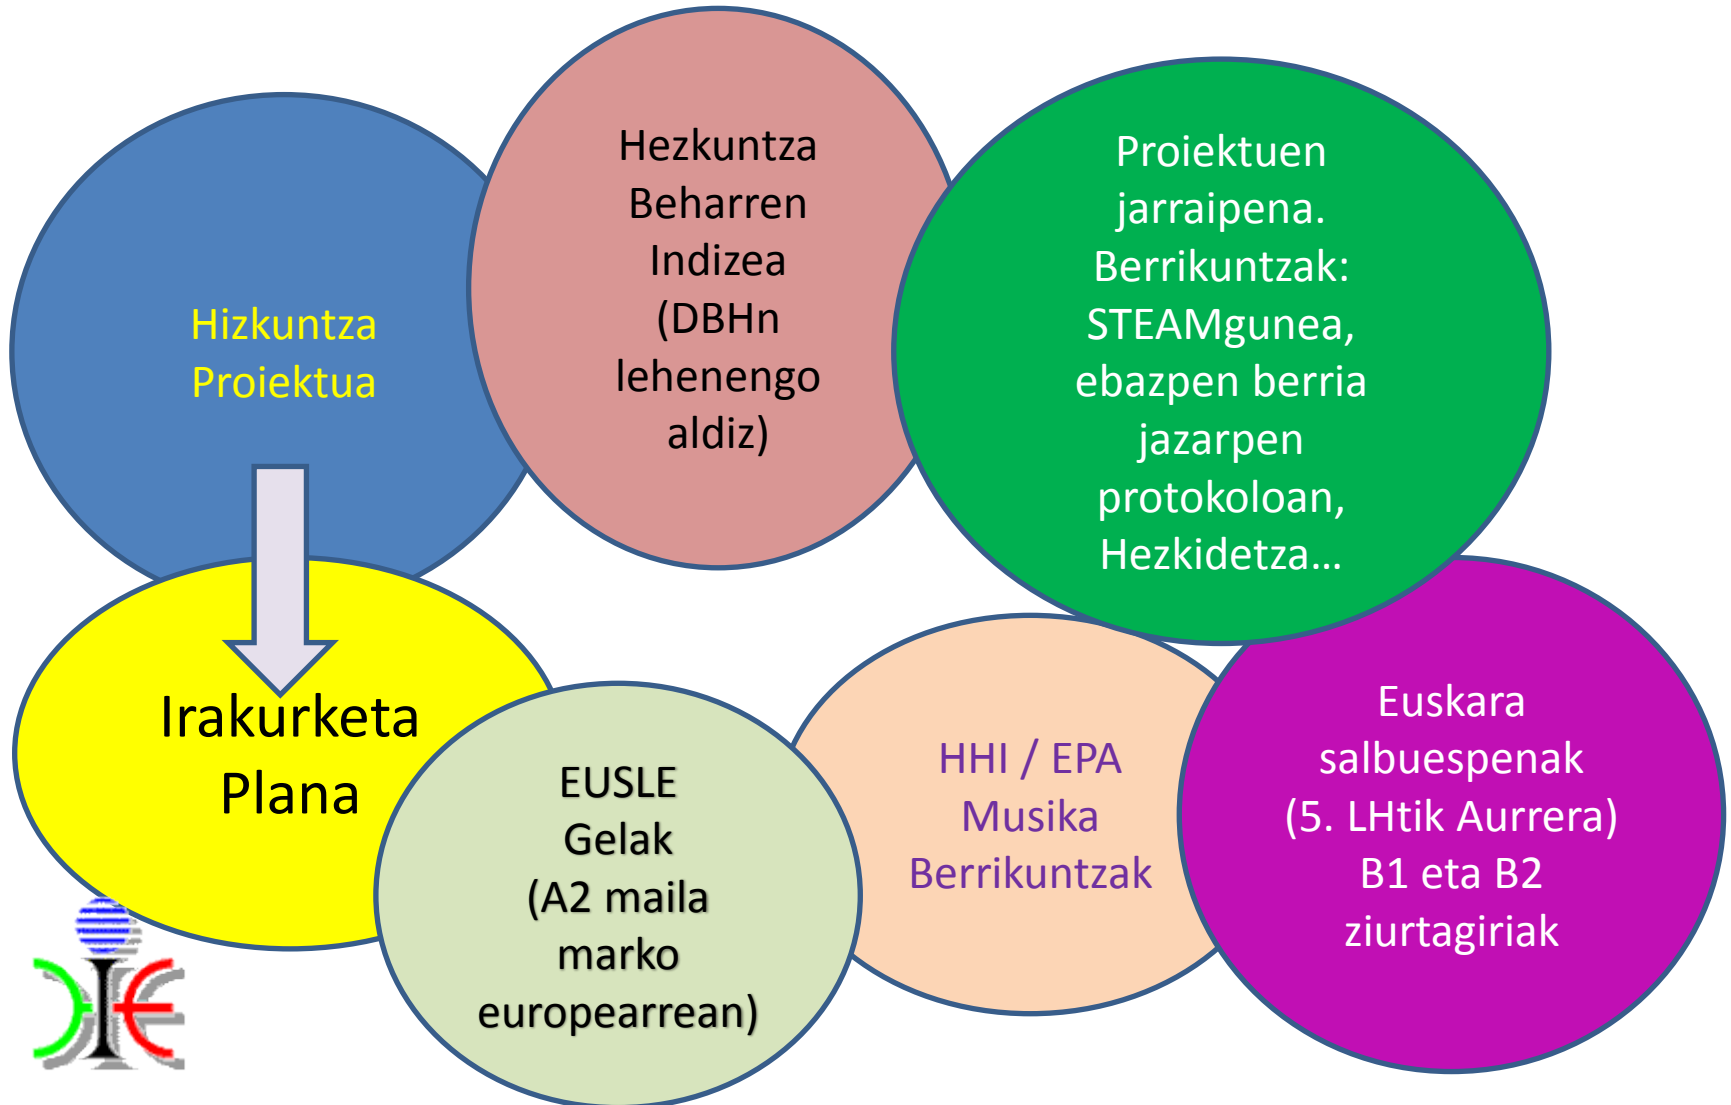 Hizkuntza
Proiektua
Hezkuntza
Beharren
Indizea
(DBHn
lehenengo
aldiz)
Proiektuen
jarraipena.
Berrikuntzak:
STEAMgunea,
ebazpen berria
jazarpen
protokoloan,
Hezkidetza…
Irakurketa
Plana
EUSLE
Gelak
(A2 maila
marko
europearrean)
HHI / EPA
Musika
Berrikuntzak
Euskara
salbuespenak
(5. LHtik Aurrera)
B1 eta B2
ziurtagiriak